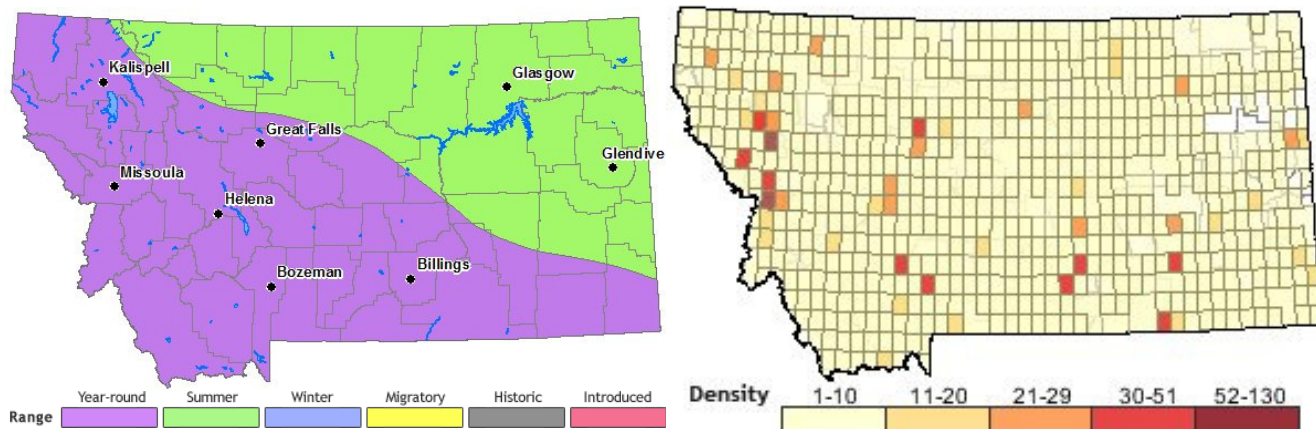 Kalispell
Glasgow
Great Falls
Glendive
Missoula
Helena
Bozeman
Billings
Year-round Summer Winter Migratory Historic Introduced
Range
Density 1-10 11-20 21-29 30-51 52-130